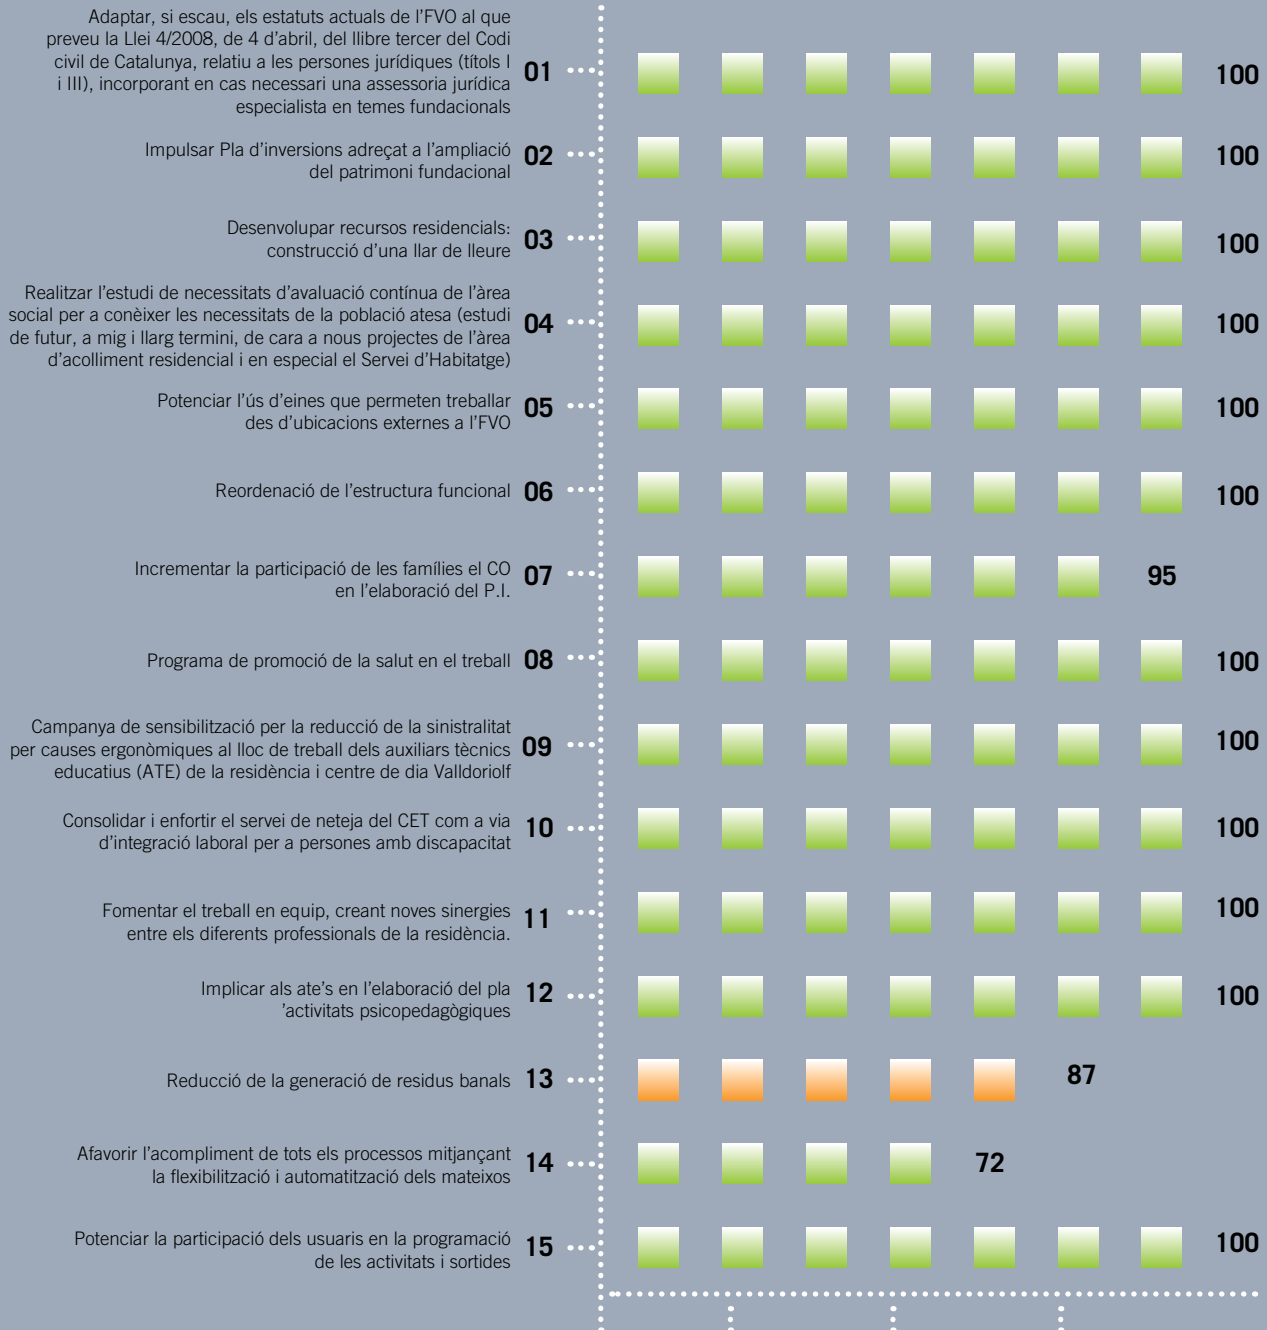 Adaptar, si escau, els estatuts actuals de l'FVO al que
preveu la Llei 4/2008, de 4 d'abril, del llibre tercer del Codi
civil de Catalunya, relatiu a les persones jurídiques (títols I
i III), incorporant en cas necessari una assessoria jurídica
especialista en temes fundacionals
01
100
Impulsar Pla d'inversions adreçat a l'ampliació
del patrimoni fundacional
02
100
Desenvolupar recursos residencials:
construcció d'una llar de lleure
03
100
Realitzar l'estudi de necessitats d'avaluació contínua de l'àrea
social per a conèixer les necessitats de la població atesa (estudi
de futur, a mig i llarg termini, de cara a nous projectes de l'àrea
d'acolliment residencial i en especial el Servei d'Habitatge)
04
100
Potenciar l'ús d'eines que permeten treballar
des d'ubicacions externes a l'FVO
05
100
Reordenació de l'estructura funcional
06
100
Incrementar la participació de les famílies el CO
en l'elaboració del P.I.
07
95
Programa de promoció de la salut en el treball
08
100
Campanya de sensibilització per la reducció de la sinistralitat
per causes ergonòmiques al lloc de treball dels auxiliars tècnics
educatius (ATE) de la residència i centre de dia Valldoriolf
09
100
Consolidar i enfortir el servei de neteja del CET com a via
d'integració laboral per a persones amb discapacitat
10
100
Fomentar el treball en equip, creant noves sinergies
entre els diferents professionals de la residència.
11
100
Implicar als ate's en l'elaboració del pla
'activitats psicopedagògiques
12
100
Reducció de la generació de residus banals
13
87
Afavorir l'acompliment de tots els processos mitjançant
la flexibilització i automatització dels mateixos
14
72
Potenciar la participació dels usuaris en la programació
de les activitats i sortides
15
100